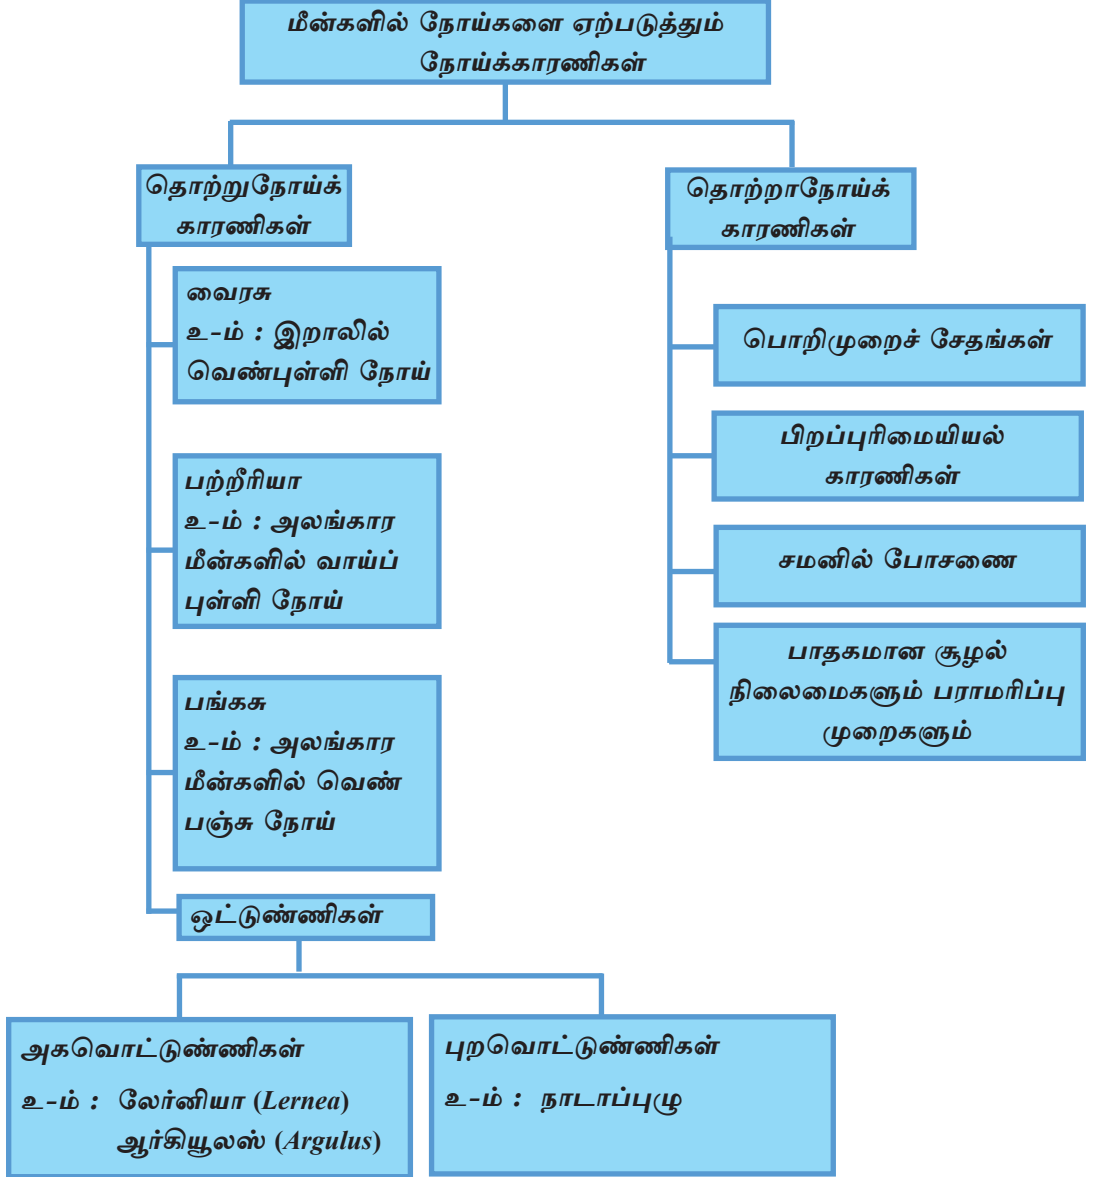 மீன்களில் நோய்களை ஏற்படுத்தும்
நோய்க்காரணிகள்
தொற்றுநோய்க்
காரணிகள்
வைரசு
உ-ம் : இறாலில்
வெண்புள்ளி நோய்
பற்றீரியா
உ-ம் : அலங்கார
மீன்களில் வாய்ப்
புள்ளி நோய்
பங்கசு
உ-ம் : அலங்கார
மீன்களில் வெண்
பஞ்சு நோய்
ஒட்டுண்ணிகள்
அகவொட்டுண்ணிகள்
உ-ம் : லேர்னியா (Lernea)
ஆர்கியூலஸ் (Argulus)
புறவொட்டுண்ணிகள்
உ-ம் : நாடாப்புழு
தொற்றாநோய்க்
காரணிகள்
பொறிமுறைச் சேதங்கள்
பிறப்புரிமையியல்
காரணிகள்
சமனில் போசணை
பாதகமான சூழல்
நிலைமைகளும் பராமரிப்பு
முறைகளும்